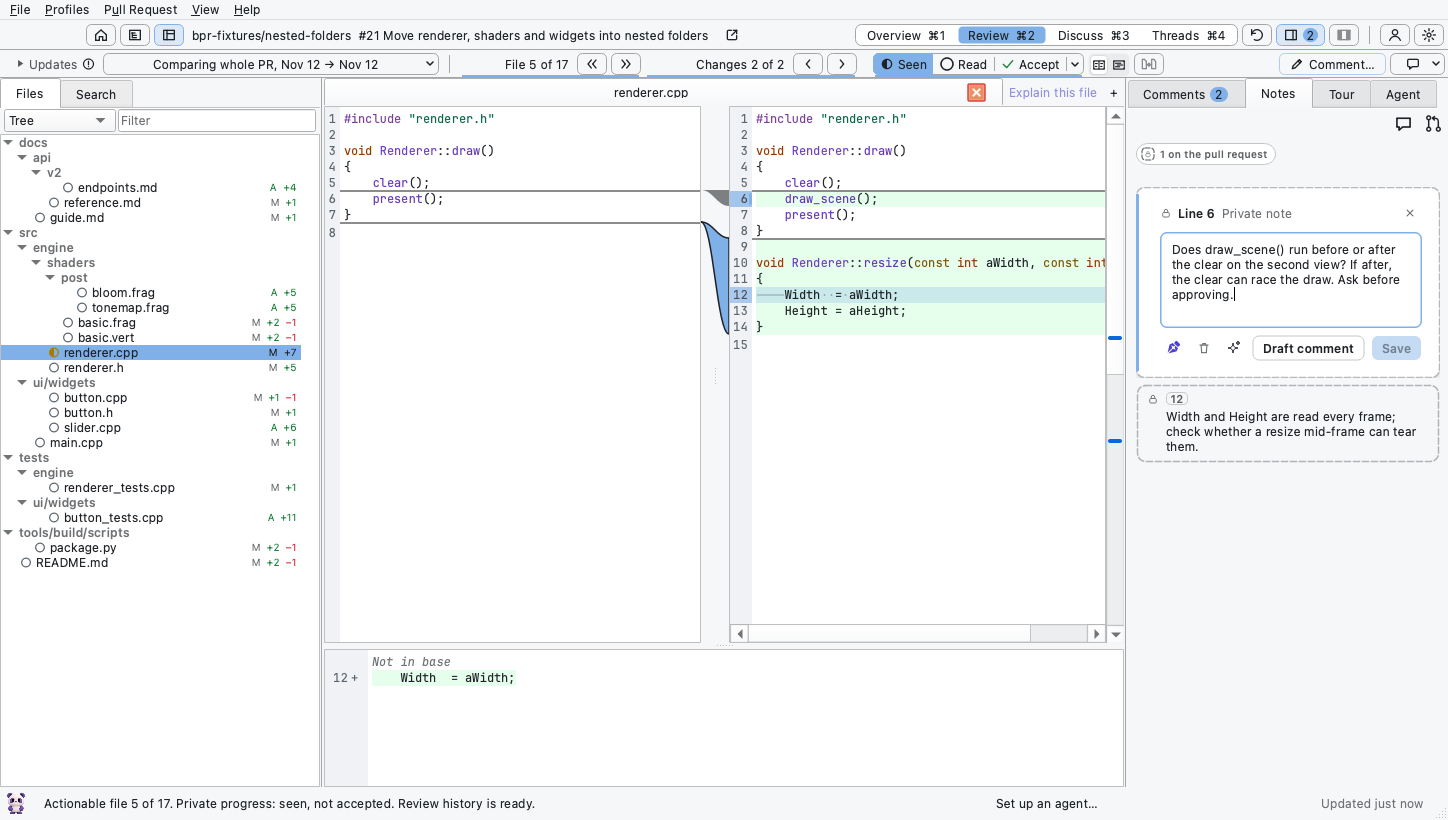 File Profiles Pull Request View Help
bpr-fixtures/nested-folders #21 Move renderer, shaders and widgets into nested folders
Overview ⌘1 Review ⌘2 Discuss ⌘3 Threads ⌘4 2
Updates Comparing whole PR, Nov 12 → Nov 12 File 5 of 17 Changes 2 of 2 Seen Read Accept Comment...
Files Search
Tree Filter
docs
api
v2
endpoints.md A +4
reference.md M +1
guide.md M +1
src
engine
shaders
post
bloom.frag A +5
tonemap.frag A +5
basic.frag M +2 −1
basic.vert M +2 −1
renderer.cpp M +7
renderer.h M +5
ui/widgets
button.cpp M +1 −1
button.h M +1
slider.cpp A +6
main.cpp M +1
tests
engine
renderer_tests.cpp M +1
ui/widgets
button_tests.cpp A +11
tools/build/scripts
package.py M +2 −1
README.md M +2 −1
renderer.cpp Explain this file +
1 #include "renderer.h"
2
3 void Renderer::draw()
4 {
5     clear();
6     present();
7 }
8
1 #include "renderer.h"
2
3 void Renderer::draw()
4 {
5     clear();
6     draw_scene();
7     present();
8 }
9
10 void Renderer::resize(const int aWidth, const int
11 {
12     Width  = aWidth;
13     Height = aHeight;
14 }
15
Not in base
12 +     Width  = aWidth;
Comments 2 Notes Tour Agent
1 on the pull request
Line 6 Private note
Does draw_scene() run before or after
the clear on the second view? If after,
the clear can race the draw. Ask before
approving.
Draft comment Save
12
Width and Height are read every frame;
check whether a resize mid-frame can tear
them.
Actionable file 5 of 17. Private progress: seen, not accepted. Review history is ready. Set up an agent... Updated just now